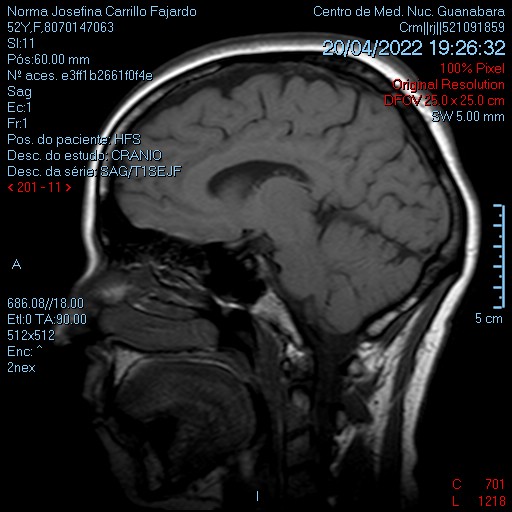 Norma Josefina Carrillo Fajardo
52Y,F,8070147063
Sl:11
Pós:60.00 mm
Nº aces. e3ff1b2661f0f4e
Sag
Ec:1
Fr:1
Pos. do paciente: HFS
Desc. do estudo: CRANIO
Desc. da série: SAG/T1SEJF
< 201 - 11 >
Centro de Med. Nuc. Guanabara
Crm||rj||521091859
20/04/2022 19:26:32
100% Pixel
Original Resolution
DFOV 25.0 x 25.0 cm
SW 5.00 mm
A
686.08//18.00
Etl:0 TA:90.00
512x512
Enc: ^
2nex
5 cm
I
C 701
L 1218